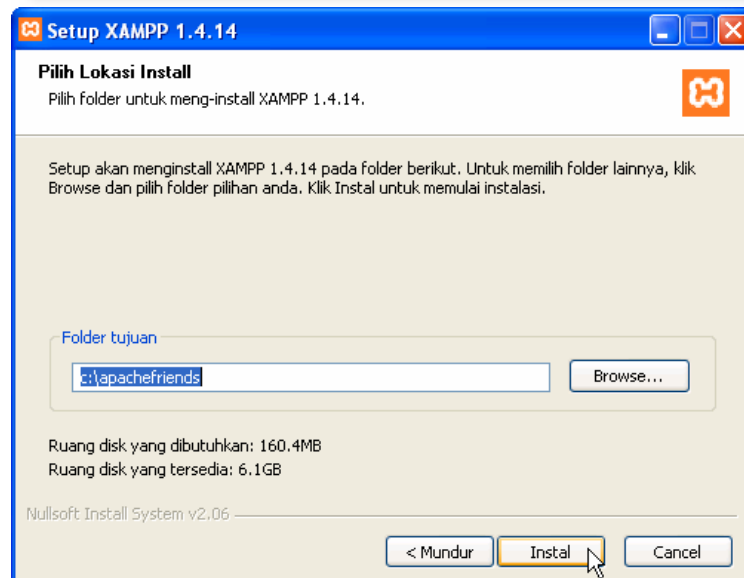 Setup XAMPP 1.4.14
Pilih Lokasi Install
Pilih folder untuk meng-install XAMPP 1.4.14.
Setup akan menginstall XAMPP 1.4.14 pada folder berikut. Untuk memilih folder lainnya, klik
Browse dan pilih folder pilihan anda. Klik Instal untuk memulai instalasi.
Folder tujuan
c:\apachefriends
Browse...
Ruang disk yang dibutuhkan: 160.4MB
Ruang disk yang tersedia: 6.1GB
Nullsoft Install System v2.06
< Mundur
Instal
Cancel